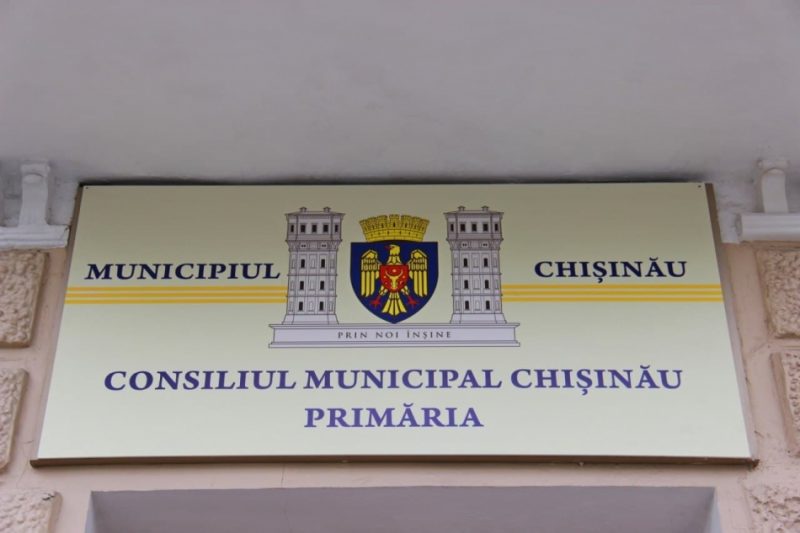 MUNICIPIUL CHIȘINĂU
PRIN NOI ÎNȘINE
CONSILIUL MUNICIPAL CHIȘINĂU
PRIMĂRIA